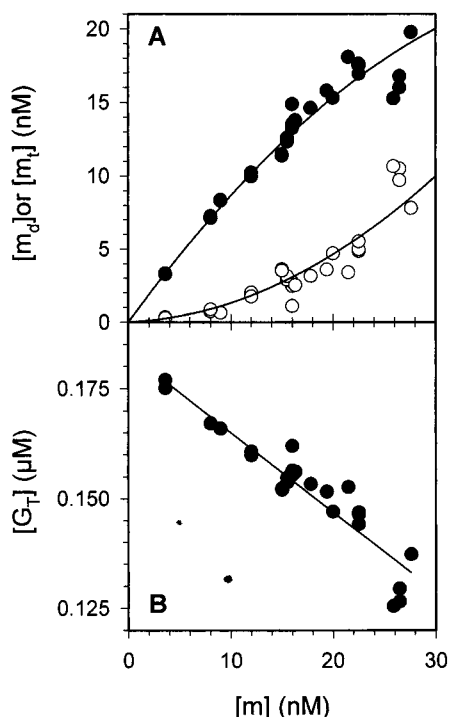 A
20
15
10
5
0
[m_d] or [m_t] (nM)
B
0.175
0.150
0.125
[G_T] (μM)
0 10 20 30
[m] (nM)